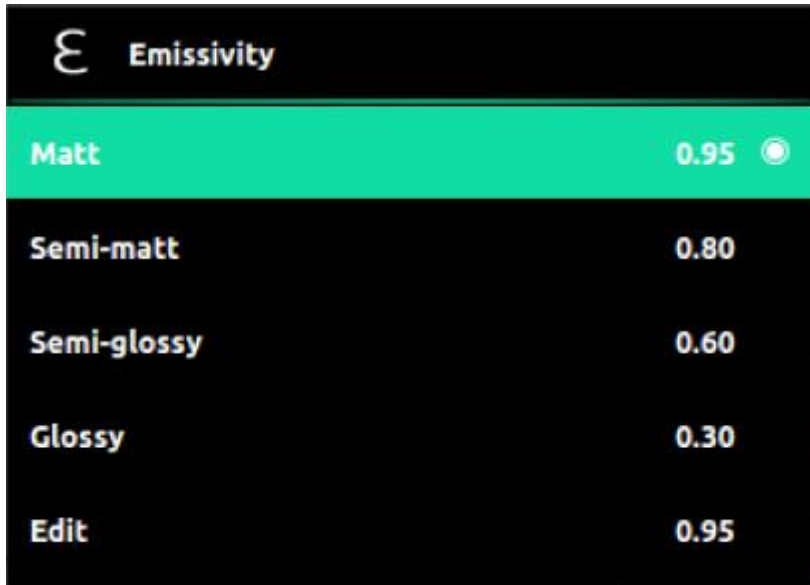 ε Emissivity
Matt 0.95
Semi-matt 0.80
Semi-glossy 0.60
Glossy 0.30
Edit 0.95